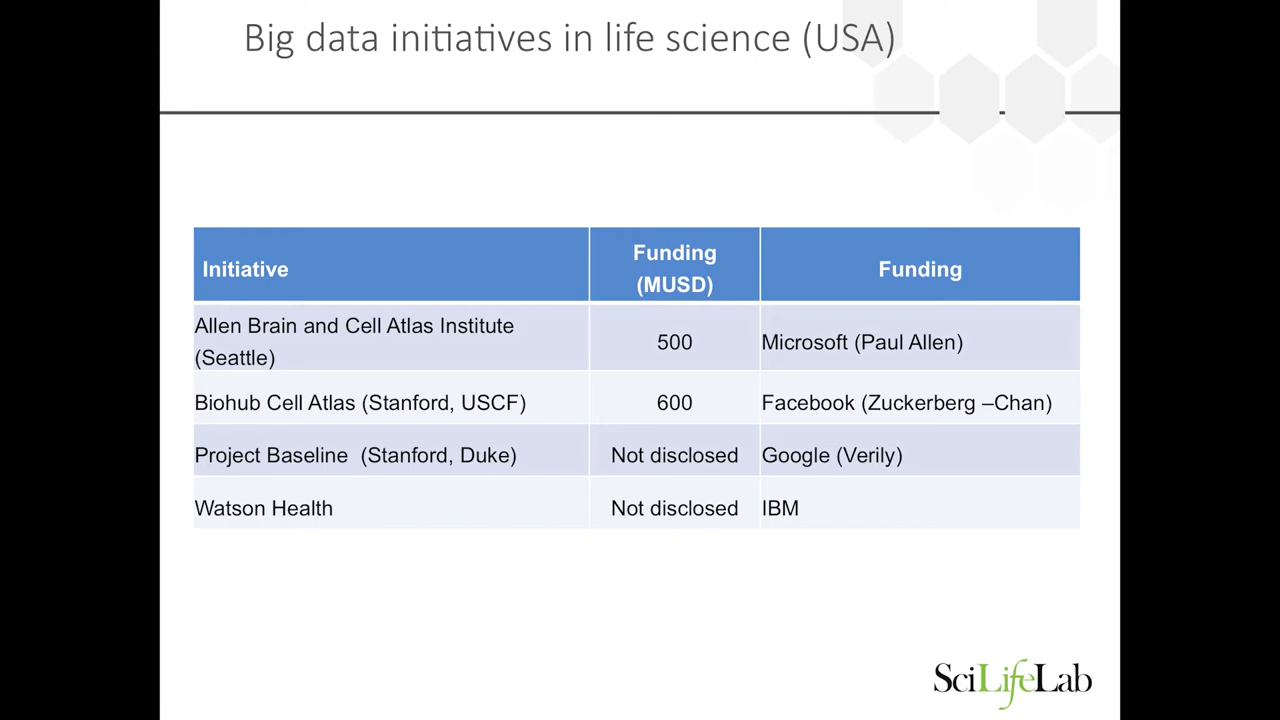 Big data initiatives in life science (USA)
Initiative
Funding
(MUSD)
Funding
Allen Brain and Cell Atlas Institute
(Seattle)
500
Microsoft (Paul Allen)
Biohub Cell Atlas (Stanford, USCF)
600
Facebook (Zuckerberg –Chan)
Project Baseline (Stanford, Duke)
Not disclosed
Google (Verily)
Watson Health
Not disclosed
IBM
SciLifeLab